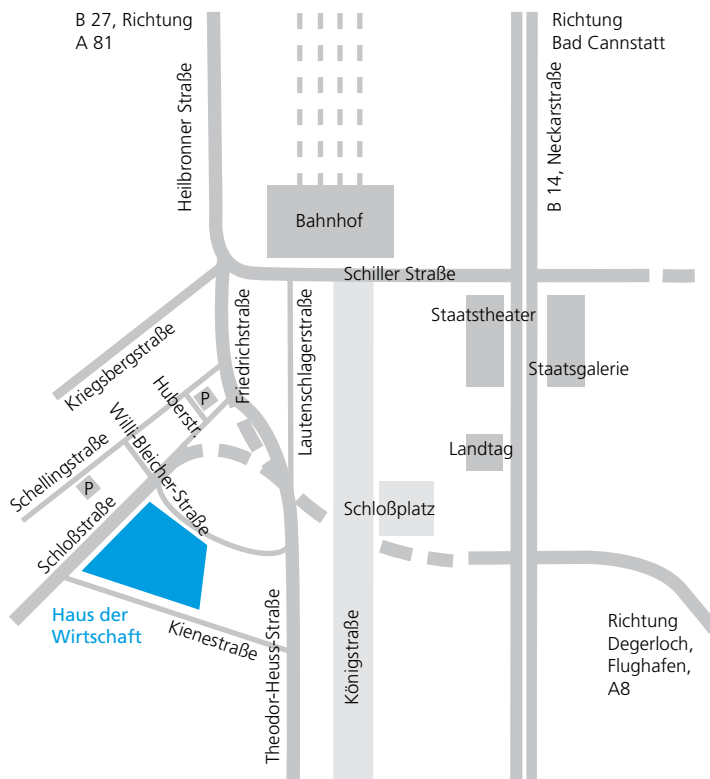 B 27, Richtung
A 81
Richtung
Bad Cannstatt
Heilbronner Straße
B 14, Neckarstraße
Bahnhof
Schiller Straße
Staatstheater
Staatsgalerie
Kriegsbergstraße
Friedrichstraße
Lautenschlagerstraße
Huberstr.
P
Willi-Bleicher-Straße
Schellingstraße
P
Landtag
Schloßstraße
Schloßplatz
Haus der
Wirtschaft
Kienestraße
Theodor-Heuss-Straße
Königstraße
Richtung
Degerloch,
Flughafen,
A8